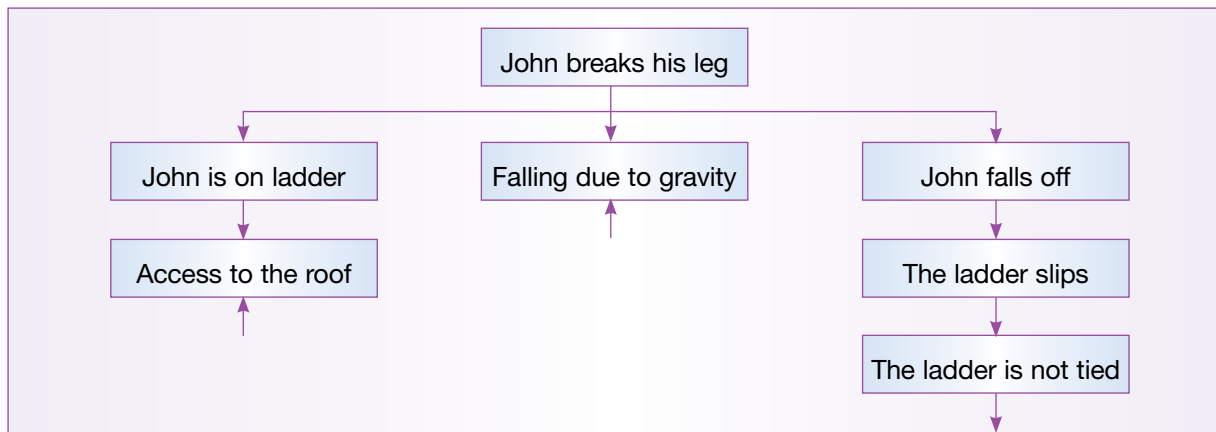 John breaks his leg
John is on ladder
Falling due to gravity
John falls off
Access to the roof
The ladder slips
The ladder is not tied